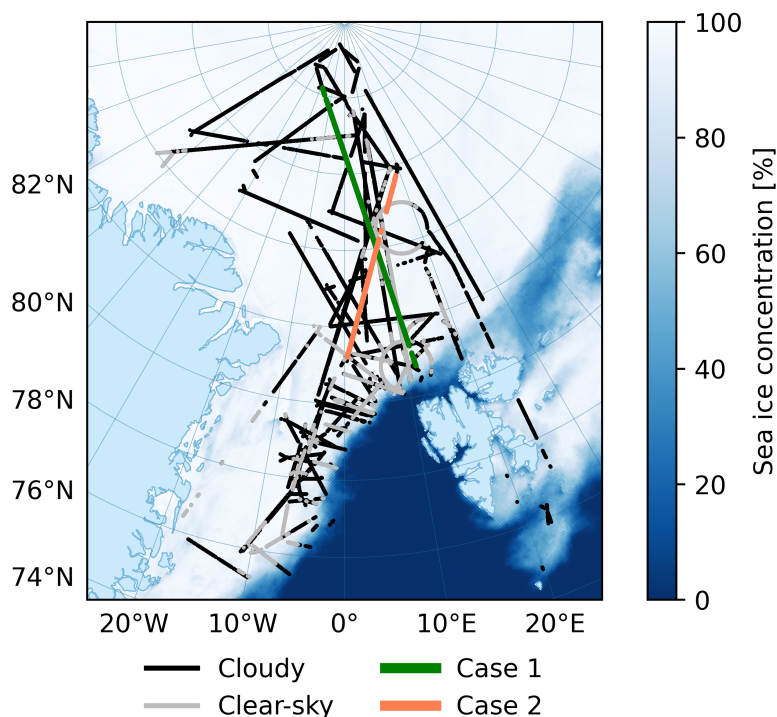 82°N
80°N
78°N
76°N
74°N
20°W 10°W 0° 10°E 20°E
100
80
60
40
20
0
Sea ice concentration [%]
Cloudy Case 1
Clear-sky Case 2